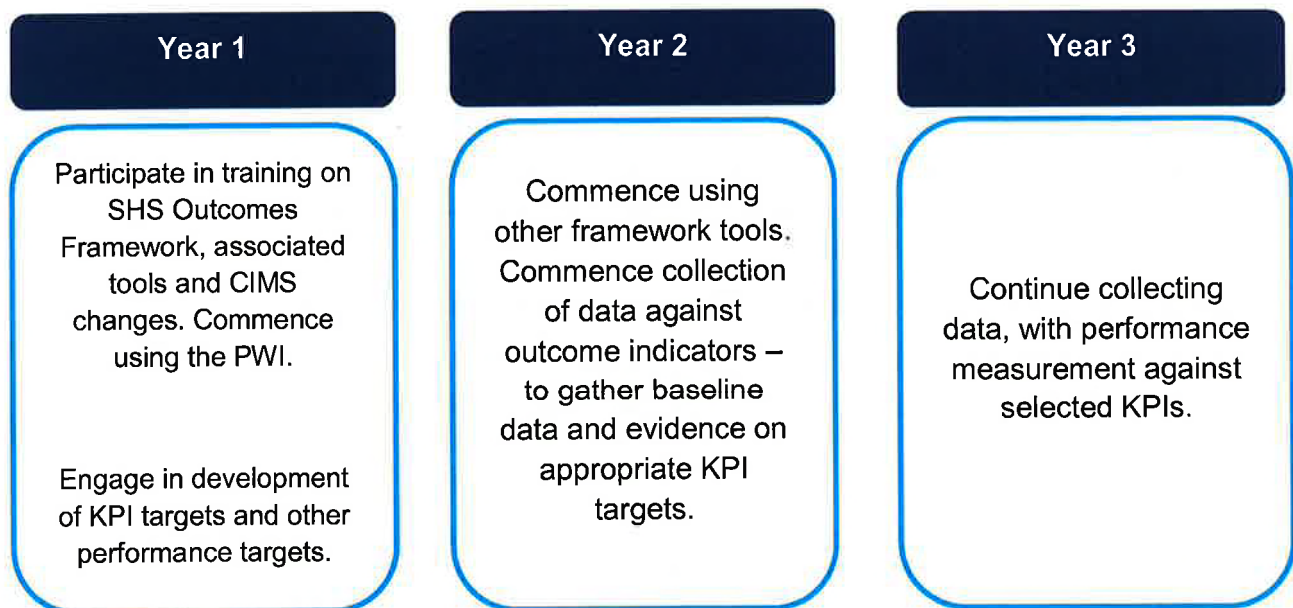 Year 1
Participate in training on
SHS Outcomes
Framework, associated
tools and CIMS
changes. Commence
using the PWI.
Engage in development
of KPI targets and other
performance targets.
Year 2
Commence using
other framework tools.
Commence collection
of data against
outcome indicators –
to gather baseline
data and evidence on
appropriate KPI
targets.
Year 3
Continue collecting
data, with performance
measurement against
selected KPIs.